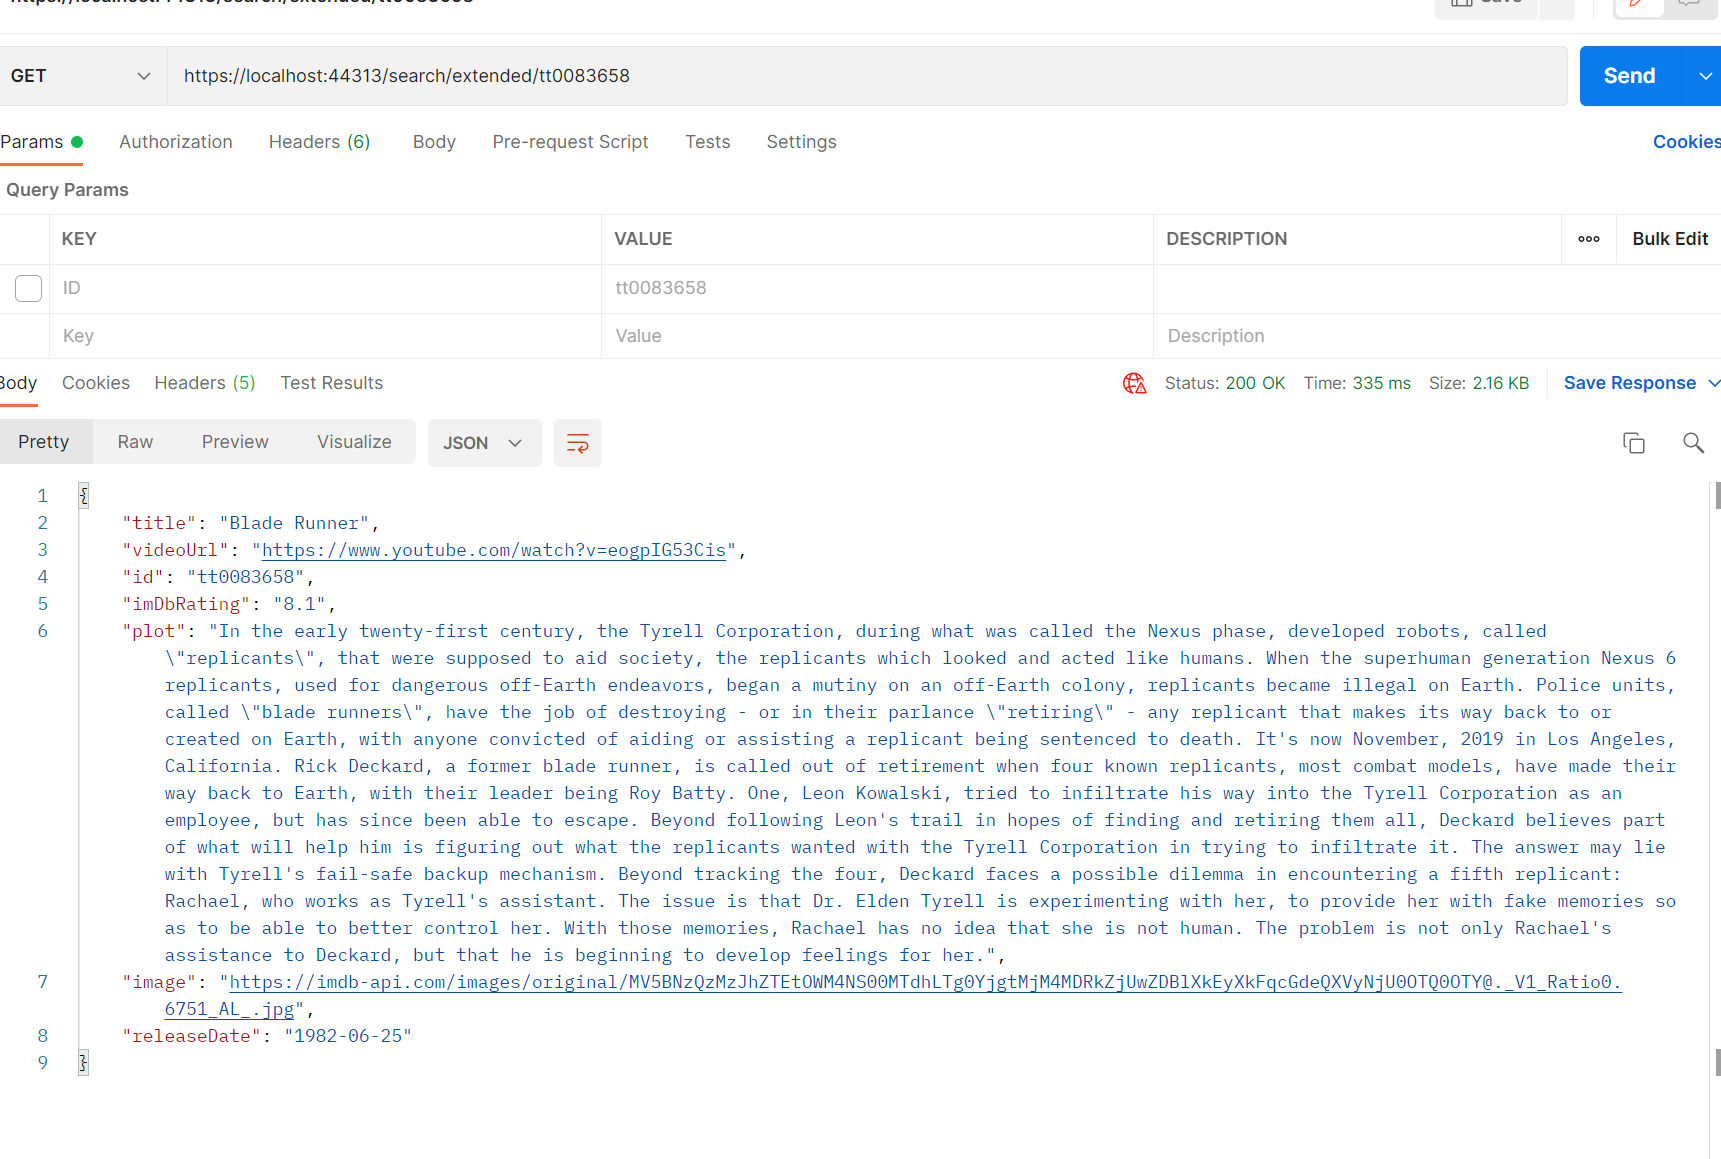 GET https://localhost:44313/search/extended/tt0083658 Send
Params Authorization Headers (6) Body Pre-request Script Tests Settings Cookies
Query Params
KEY VALUE DESCRIPTION Bulk Edit
ID tt0083658
Key Value Description
Body Cookies Headers (5) Test Results Status: 200 OK Time: 335 ms Size: 2.16 KB Save Response
Pretty Raw Preview Visualize JSON
1 {
2 "title": "Blade Runner",
3 "videoUrl": "https://www.youtube.com/watch?v=eogpIG53Cis",
4 "id": "tt0083658",
5 "imDbRating": "8.1",
6 "plot": "In the early twenty-first century, the Tyrell Corporation, during what was called the Nexus phase, developed robots, called
\"replicants\", that were supposed to aid society, the replicants which looked and acted like humans. When the superhuman generation Nexus 6
replicants, used for dangerous off-Earth endeavors, began a mutiny on an off-Earth colony, replicants became illegal on Earth. Police units,
called \"blade runners\", have the job of destroying - or in their parlance \"retiring\" - any replicant that makes its way back to or
created on Earth, with anyone convicted of aiding or assisting a replicant being sentenced to death. It's now November, 2019 in Los Angeles,
California. Rick Deckard, a former blade runner, is called out of retirement when four known replicants, most combat models, have made their
way back to Earth, with their leader being Roy Batty. One, Leon Kowalski, tried to infiltrate his way into the Tyrell Corporation as an
employee, but has since been able to escape. Beyond following Leon's trail in hopes of finding and retiring them all, Deckard believes part
of what will help him is figuring out what the replicants wanted with the Tyrell Corporation in trying to infiltrate it. The answer may lie
with Tyrell's fail-safe backup mechanism. Beyond tracking the four, Deckard faces a possible dilemma in encountering a fifth replicant:
Rachael, who works as Tyrell's assistant. The issue is that Dr. Elden Tyrell is experimenting with her, to provide her with fake memories so
as to be able to better control her. With those memories, Rachael has no idea that she is not human. The problem is not only Rachael's
assistance to Deckard, but that he is beginning to develop feelings for her.",
7 "image": "https://imdb-api.com/images/original/MV5BNzQzMzJhZTEtOWM4NS00MTdhLTg0YjgtMjM4MDRkZjUwZDBlXkEyXkFqcGdeQXVyNjU0OTQ0OTY@._V1_Ratio0.
6751_AL_.jpg",
8 "releaseDate": "1982-06-25"
9 }